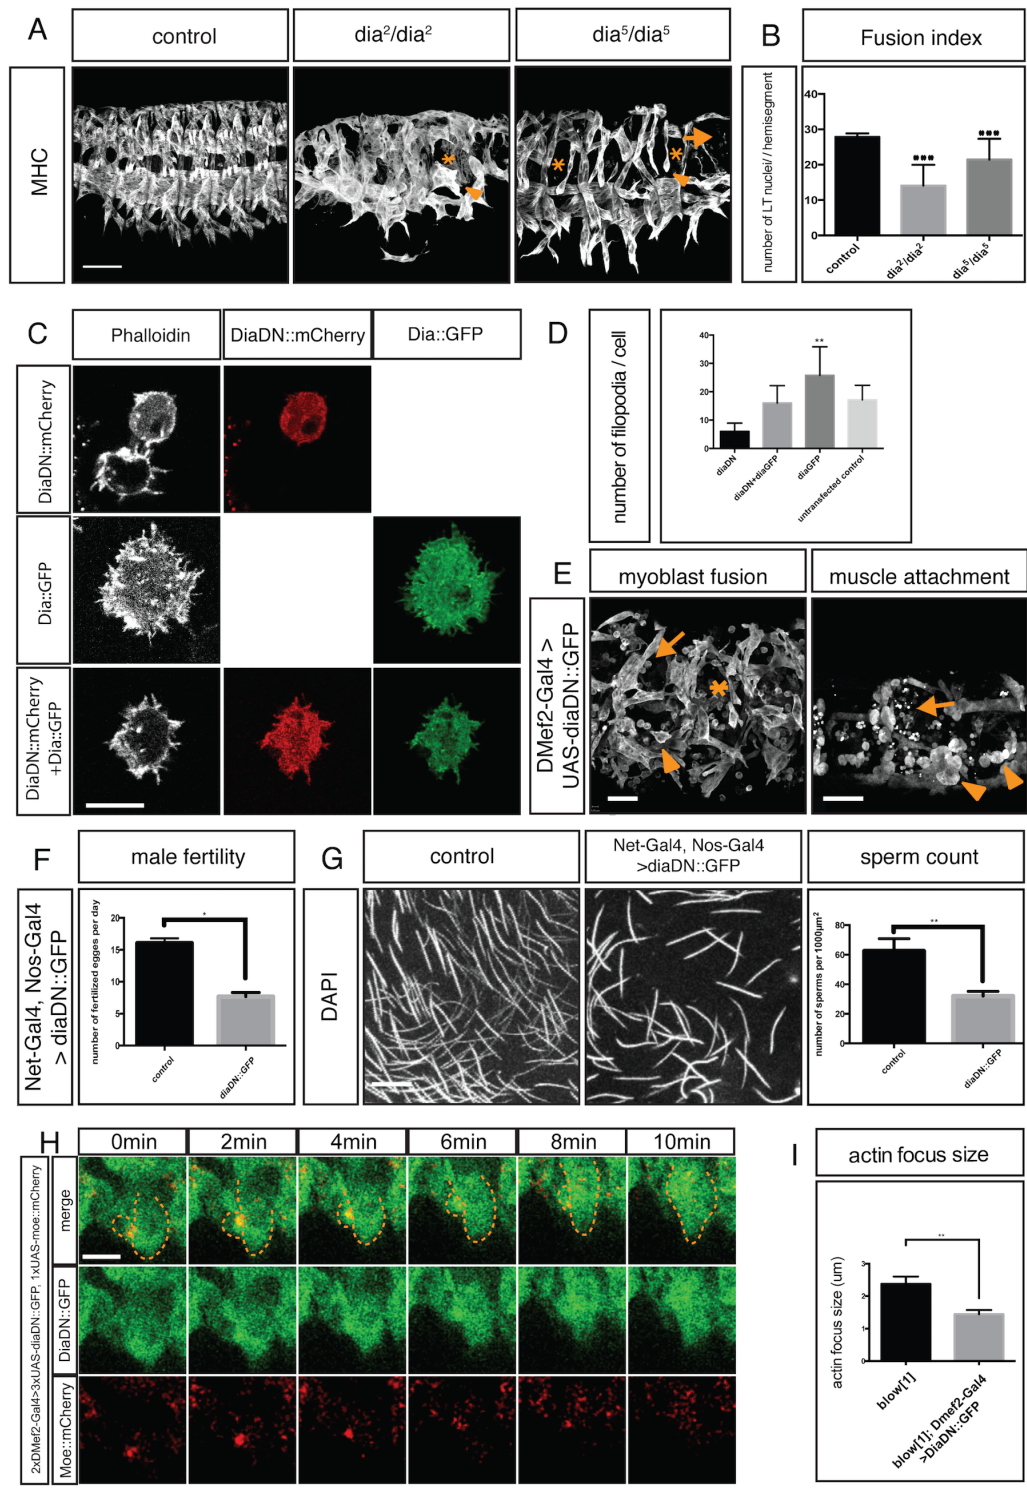 A
control
dia²/dia²
dia⁵/dia⁵
MHC
B
Fusion index
number of LT nuclei/ / hemisegment
40
30
20
10
0
***
***
control
dia²/dia²
dia⁵/dia⁵
C
Phalloidin
DiaDN::mCherry
Dia::GFP
DiaDN::mCherry
Dia::GFP
DiaDN::mCherry
+Dia::GFP
D
number of filopodia / cell
40
30
20
10
0
**
diaDN
diaDN+diaGFP
diaGFP
untransfected control
E
myoblast fusion
muscle attachment
DMef2-Gal4 >
UAS-diaDN::GFP
F
male fertility
Net-Gal4, Nos-Gal4
> diaDN::GFP
number of fertilized egges per day
20
15
10
5
0
*
control
diaDN::GFP
G
control
Net-Gal4, Nos-Gal4
>diaDN::GFP
sperm count
DAPI
number of sperms per 1000µm²
80
60
40
20
0
**
control
diaDN::GFP
H
0min
2min
4min
6min
8min
10min
2xDMef2-Gal4>3xUAS-diaDN::GFP, 1xUAS-moe::mCherry
merge
DiaDN::GFP
Moe::mCherry
I
actin focus size
actin focus size (um)
3
2
1
0
**
blow[1]
blow[1]; Dmef2-Gal4
>DiaDN::GFP